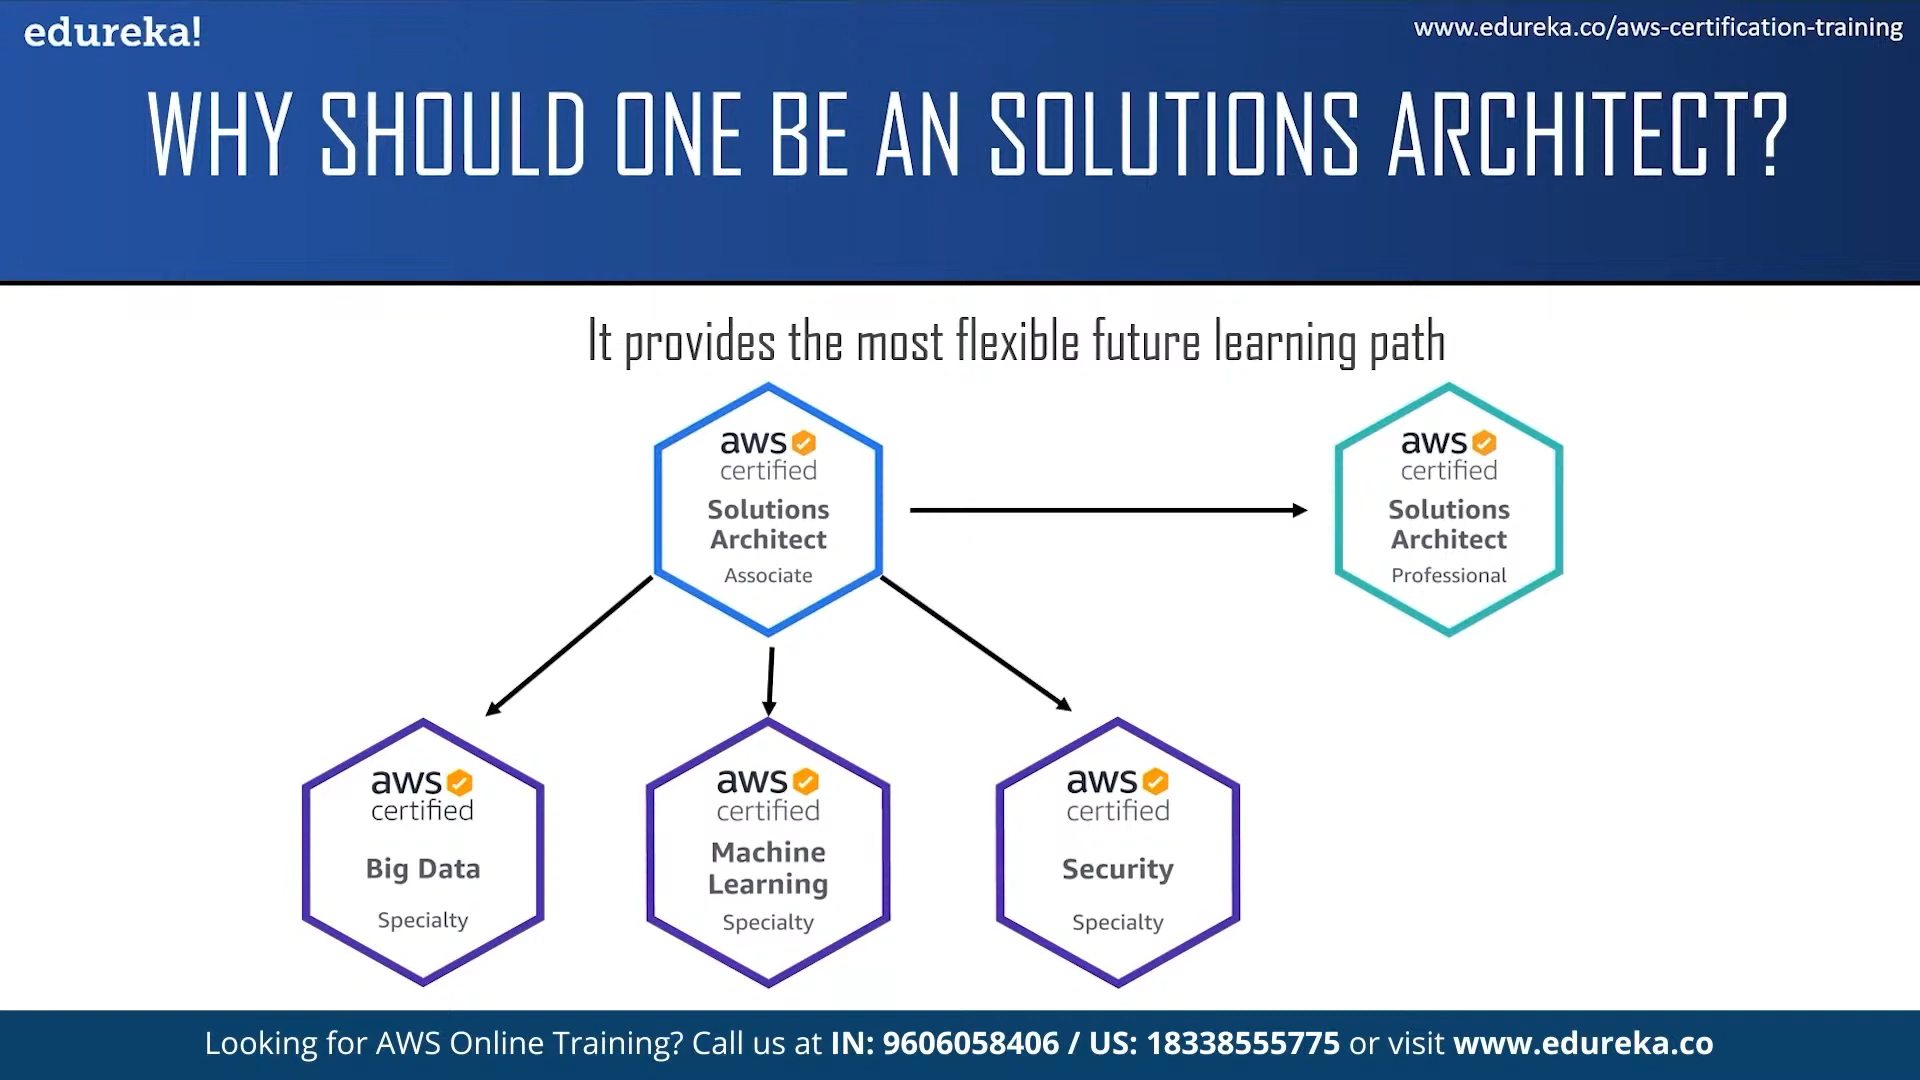 edureka!
www.edureka.co/aws-certification-training
WHY SHOULD ONE BE AN SOLUTIONS ARCHITECT?
It provides the most flexible future learning path
aws
certified
Solutions
Architect
Associate
aws
certified
Solutions
Architect
Professional
aws
certified
Big Data
Specialty
aws
certified
Machine
Learning
Specialty
aws
certified
Security
Specialty
Looking for AWS Online Training? Call us at IN: 9606058406 / US: 18338555775 or visit www.edureka.co